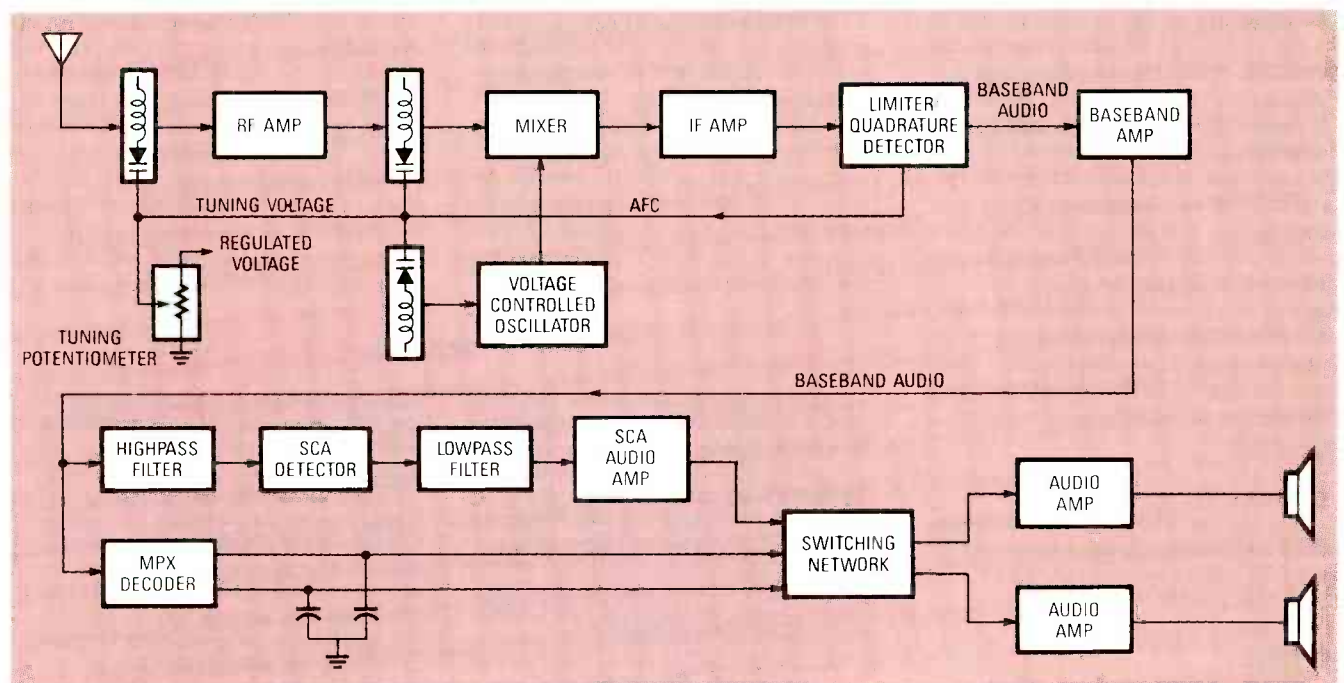 RF AMP
MIXER
IF AMP
LIMITER
QUADRATURE
DETECTOR
BASEBAND
AUDIO
BASEBAND
AMP
TUNING VOLTAGE
AFC
REGULATED
VOLTAGE
TUNING
POTENTIOMETER
VOLTAGE
CONTROLLED
OSCILLATOR
BASEBAND AUDIO
HIGHPASS
FILTER
SCA
DETECTOR
LOWPASS
FILTER
SCA
AUDIO
AMP
MPX
DECODER
SWITCHING
NETWORK
AUDIO
AMP
AUDIO
AMP